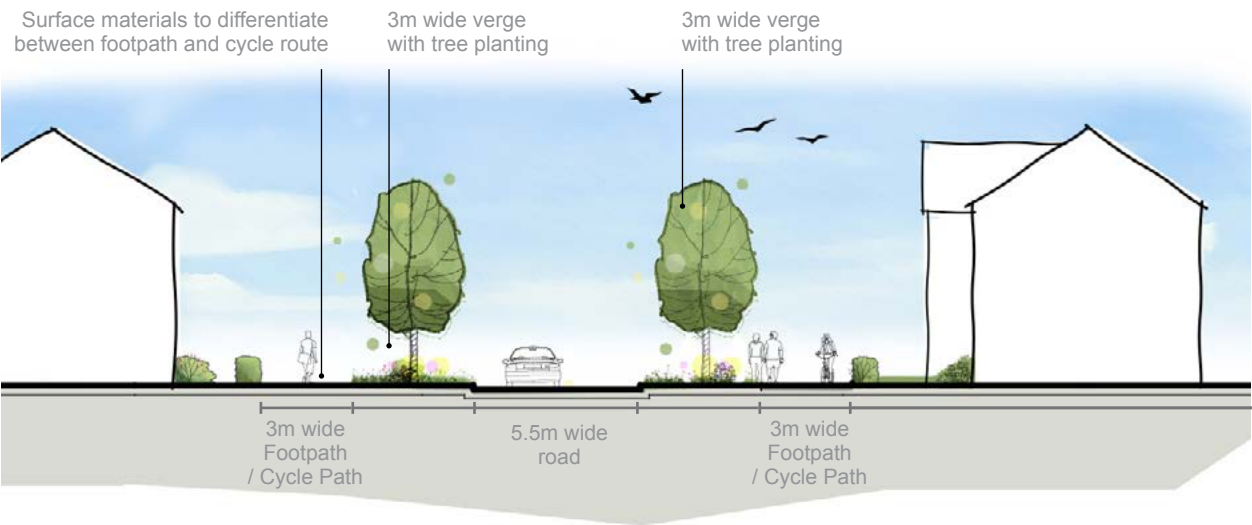 Surface materials to differentiate
between footpath and cycle route
3m wide verge
with tree planting
3m wide verge
with tree planting
3m wide
Footpath
/ Cycle Path
5.5m wide
road
3m wide
Footpath
/ Cycle Path